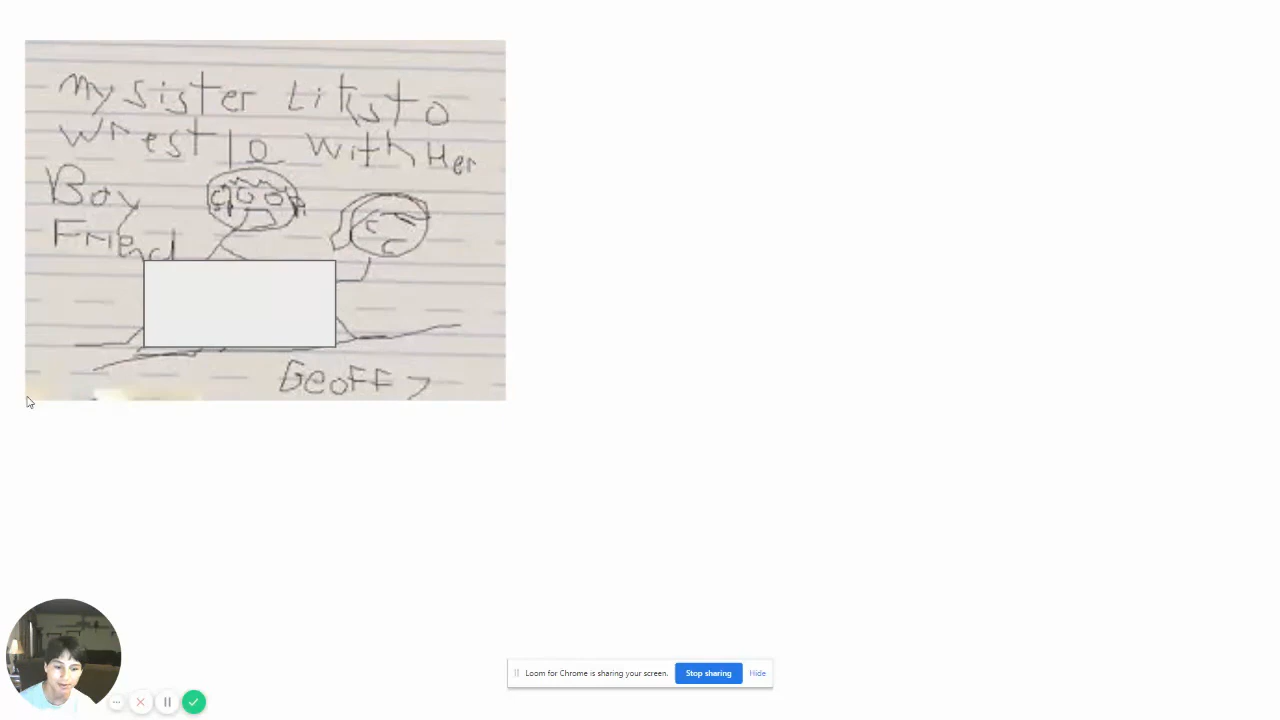 My sister Liks to
wrestle with Her
Boy
Friend
GeoFF 7
Loom for Chrome is sharing your screen.
Stop sharing
Hide